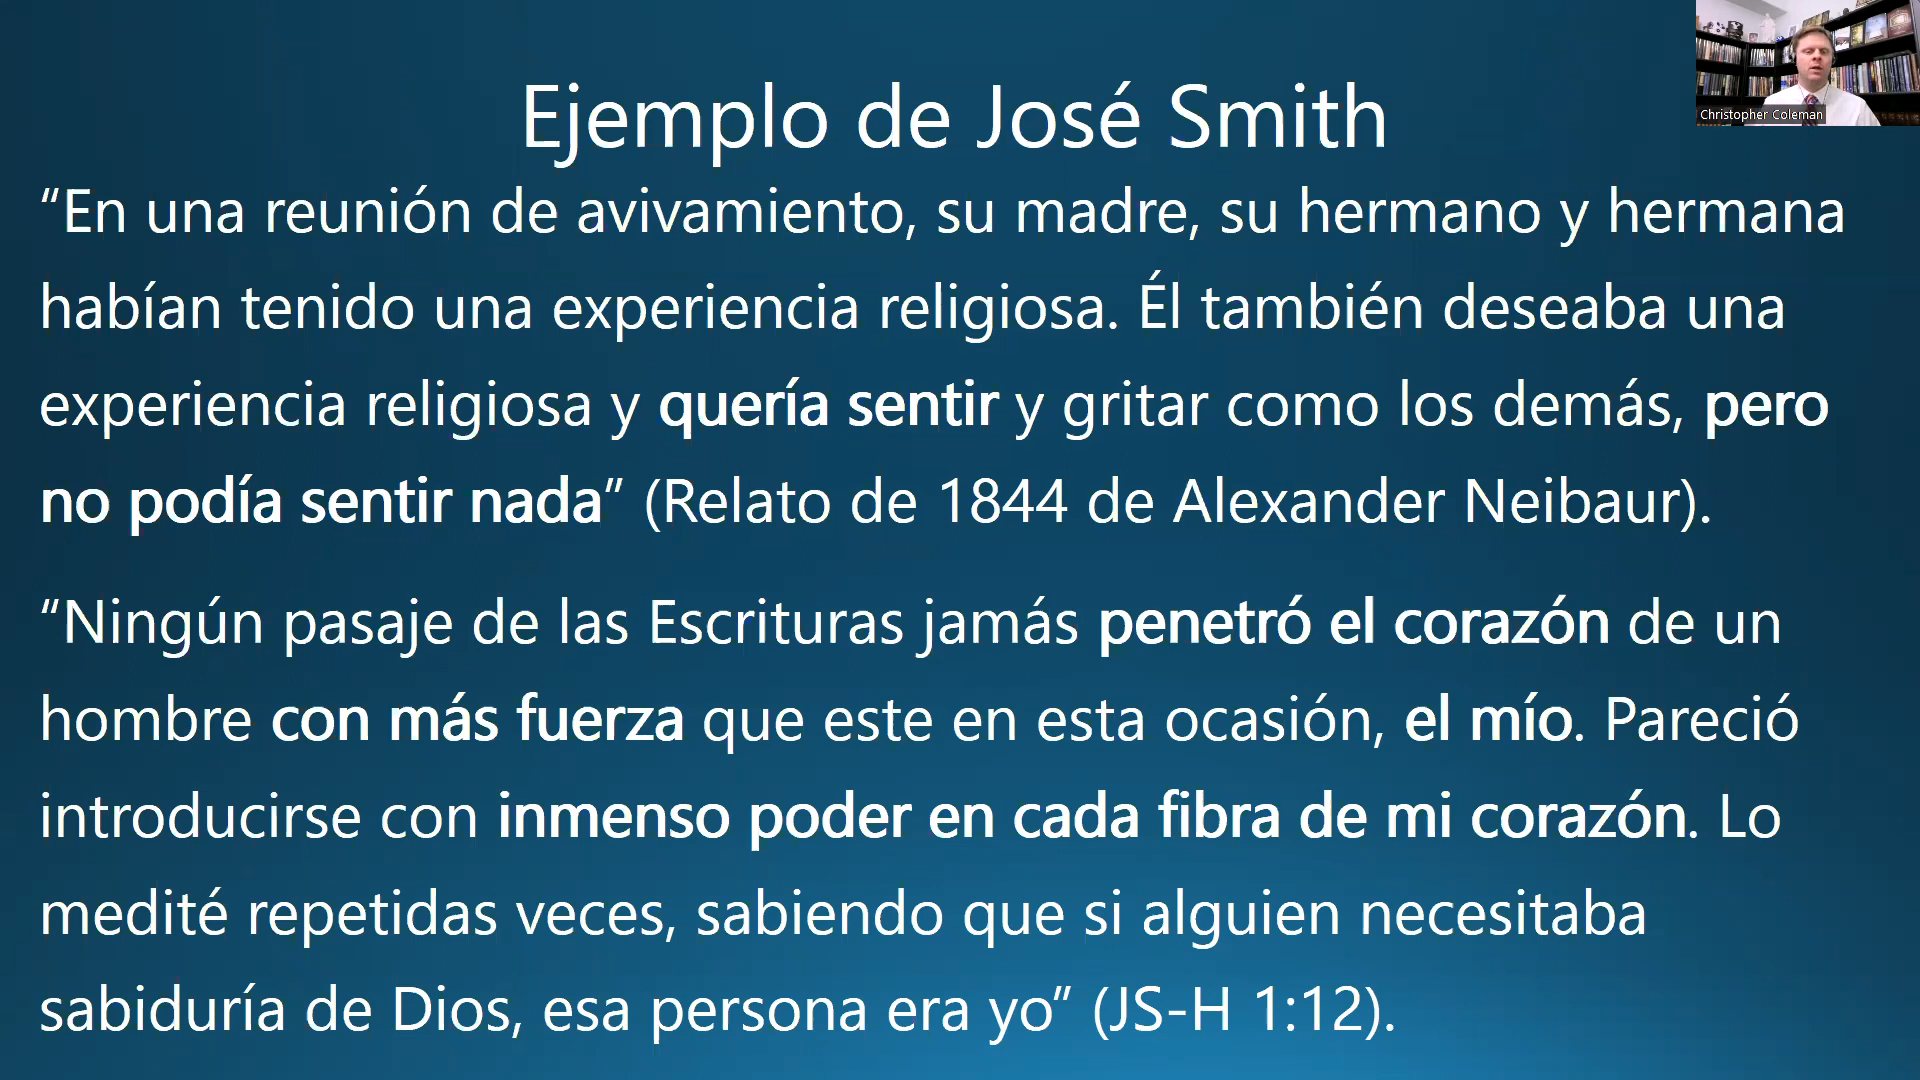 Ejemplo de José Smith
Christopher Coleman
“En una reunión de avivamiento, su madre, su hermano y hermana
habían tenido una experiencia religiosa. Él también deseaba una
experiencia religiosa y quería sentir y gritar como los demás, pero
no podía sentir nada” (Relato de 1844 de Alexander Neibaur).
“Ningún pasaje de las Escrituras jamás penetró el corazón de un
hombre con más fuerza que este en esta ocasión, el mío. Pareció
introducirse con inmenso poder en cada fibra de mi corazón. Lo
medité repetidas veces, sabiendo que si alguien necesitaba
sabiduría de Dios, esa persona era yo” (JS-H 1:12).